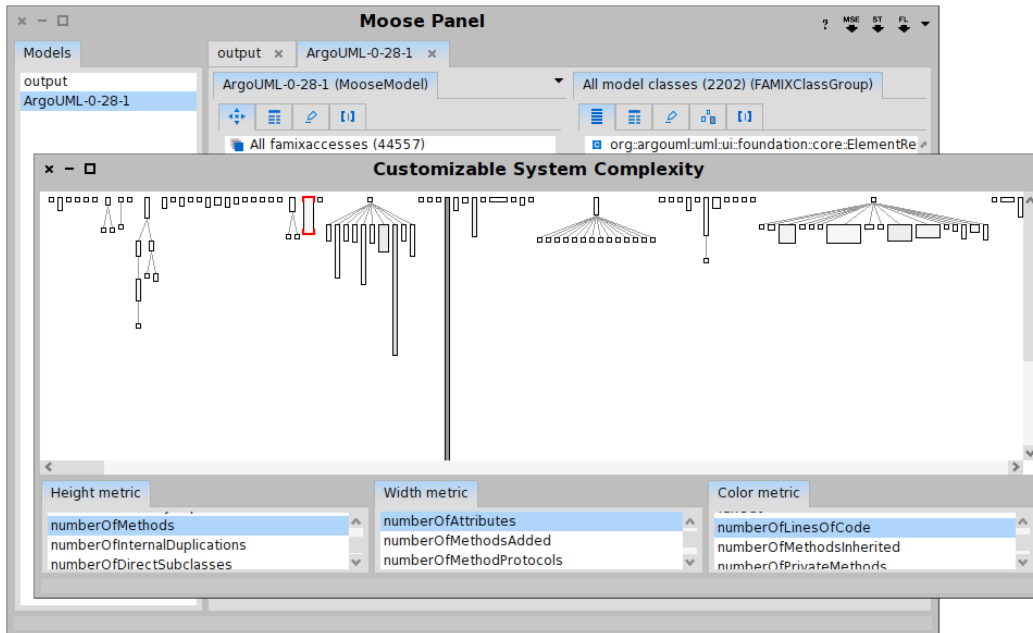 Moose Panel
? MSE ST FL
Models
output
ArgoUML-0-28-1
output ArgoUML-0-28-1
ArgoUML-0-28-1 (MooseModel)
All model classes (2202) (FAMIXClassGroup)
All famixaccesses (44557)
org::argouml::uml::ui::foundation::core::ElementRe
Customizable System Complexity
Height metric
numberOfMethods
numberOfInternalDuplications
numberOfDirectSubclasses
Width metric
numberOfAttributes
numberOfMethodsAdded
numberOfMethodProtocols
Color metric
numberOfLinesOfCode
numberOfMethodsInherited
numberOfPrivateMethods